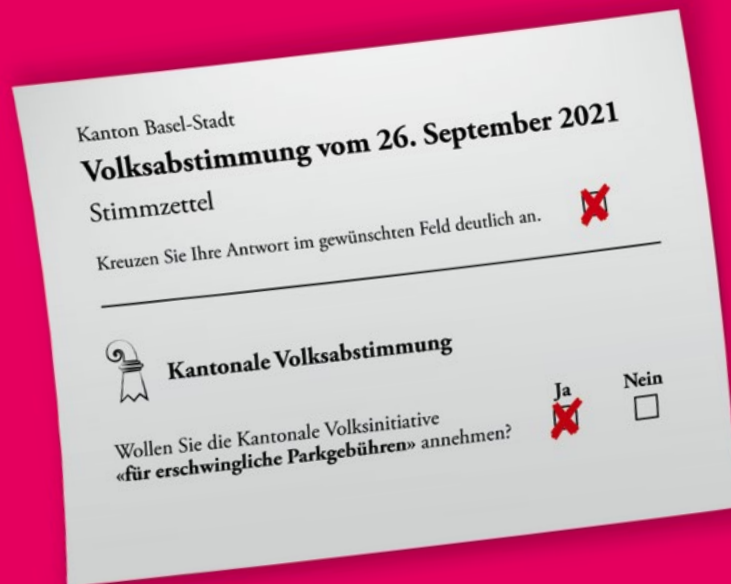 Kanton Basel-Stadt
Volksabstimmung vom 26. September 2021
Stimmzettel
Kreuzen Sie Ihre Antwort im gewünschten Feld deutlich an.
Kantonale Volksabstimmung
Ja Nein
Wollen Sie die Kantonale Volksinitiative
«für erschwingliche Parkgebühren» annehmen?